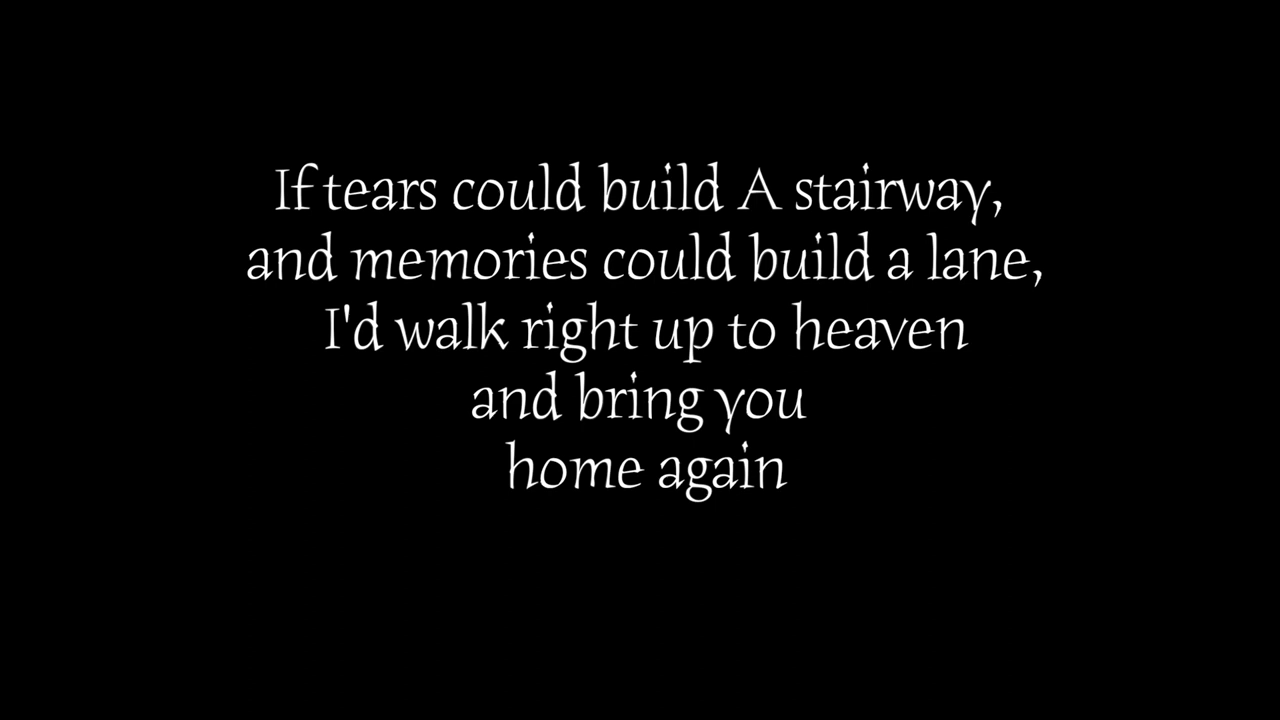 If tears could build A stairway,
and memories could build a lane,
I'd walk right up to heaven
and bring you
home again